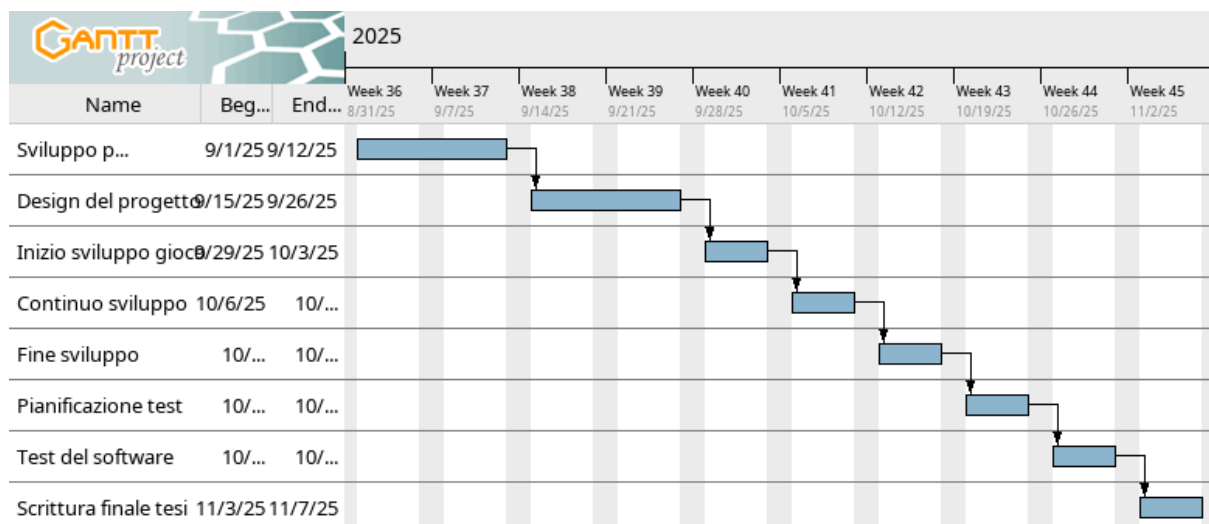 GANTT
project
2025
Name Beg... End...
Week 36 Week 37 Week 38 Week 39 Week 40 Week 41 Week 42 Week 43 Week 44 Week 45
8/31/25 9/7/25 9/14/25 9/21/25 9/28/25 10/5/25 10/12/25 10/19/25 10/26/25 11/2/25
Sviluppo p... 9/1/25 9/12/25
Design del progetto 9/15/25 9/26/25
Inizio sviluppo gioco 9/29/25 10/3/25
Continuo sviluppo 10/6/25 10/...
Fine sviluppo 10/... 10/...
Pianificazione test 10/... 10/...
Test del software 10/... 10/...
Scrittura finale tesi 11/3/25 11/7/25